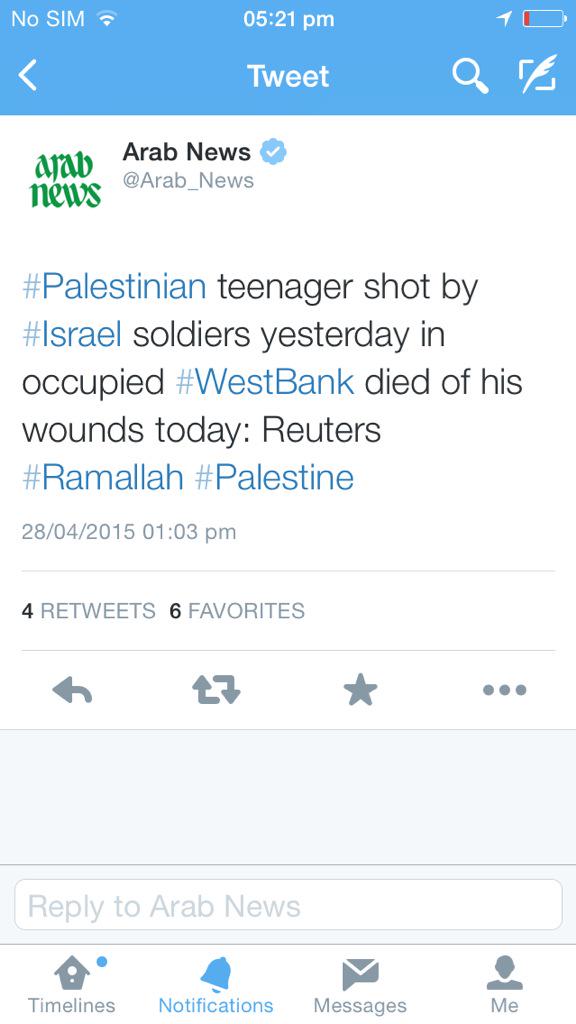 No SIM 05:21 pm
Tweet
arab
news
Arab News
@Arab_News
#Palestinian teenager shot by
#Israel soldiers yesterday in
occupied #WestBank died of his
wounds today: Reuters
#Ramallah #Palestine
28/04/2015 01:03 pm
4 RETWEETS 6 FAVORITES
Reply to Arab News
Timelines Notifications Messages Me